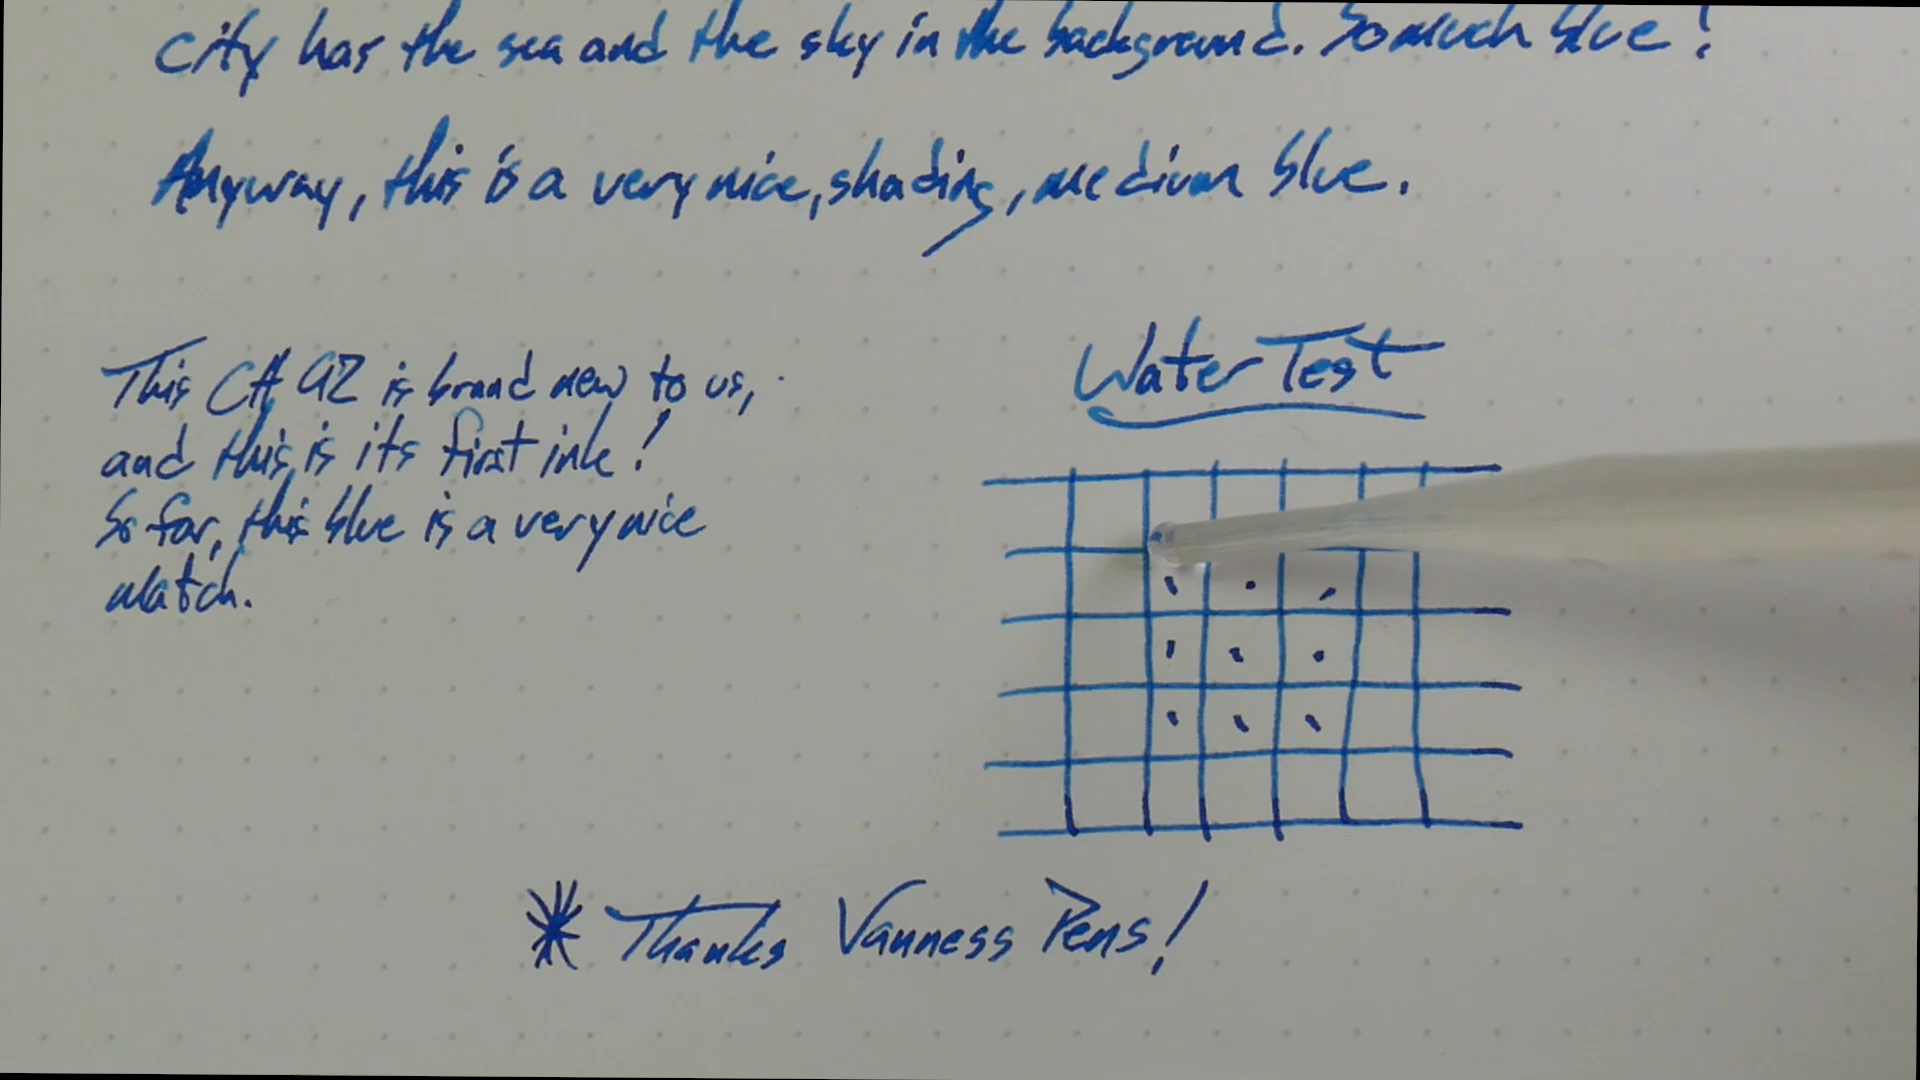 City has the sea and the sky in the background. So much blue!
Anyway, this is a very nice, shading, medium blue.
This CH 92 is brand new to us,
and this is its first ink!
So far, this blue is a very nice
match.
Water Test
Thanks Vanness Pens!